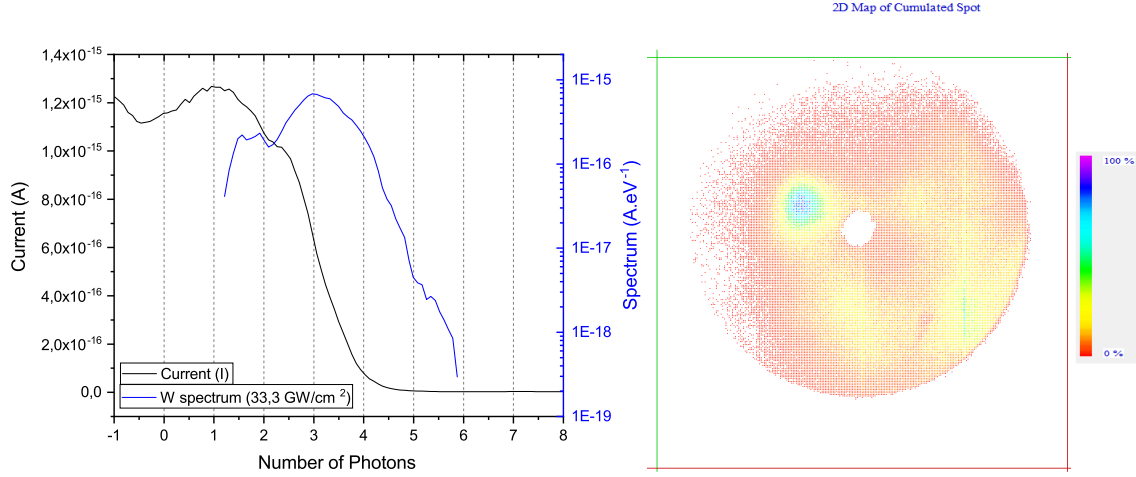 2D Map of Cumulated Spot
1,4x10-15
1,2x10-15
1,0x10-15
8,0x10-16
6,0x10-16
4,0x10-16
2,0x10-16
0,0
Current (A)
1E-15
1E-16
1E-17
1E-18
1E-19
Spectrum (A.eV-1)
Current (I)
W spectrum (33,3 GW/cm 2)
-1 0 1 2 3 4 5 6 7 8
Number of Photons
100 %
0 %